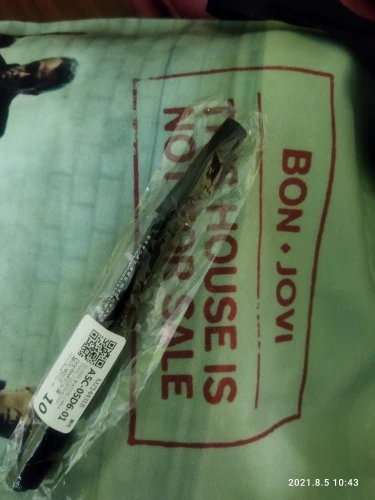 BON • JOVI
THIS HOUSE IS
NOT FOR SALE
ASC-05D6-01
10
2021.8.5 10:43